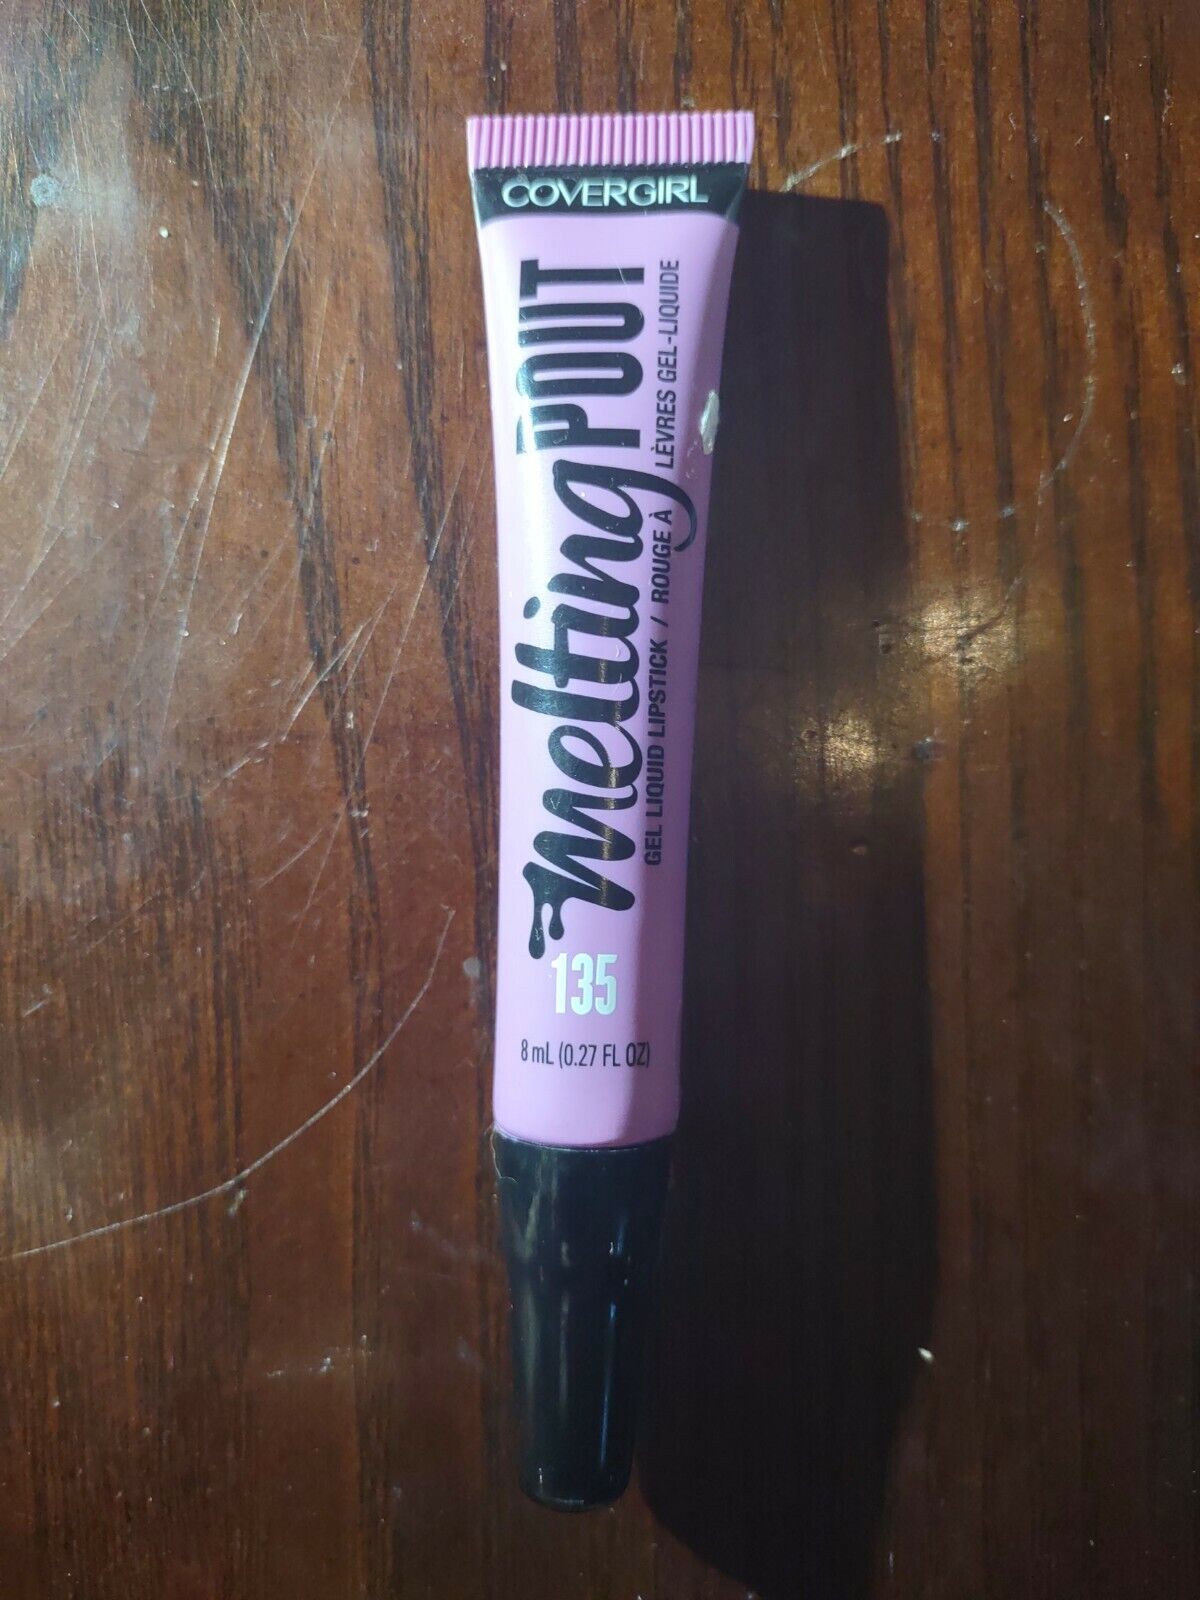 COVERGIRL
melting POUT
GEL LIQUID LIPSTICK / ROUGE À LÈVRES GEL-LIQUIDE
135
8 mL (0.27 FL OZ)